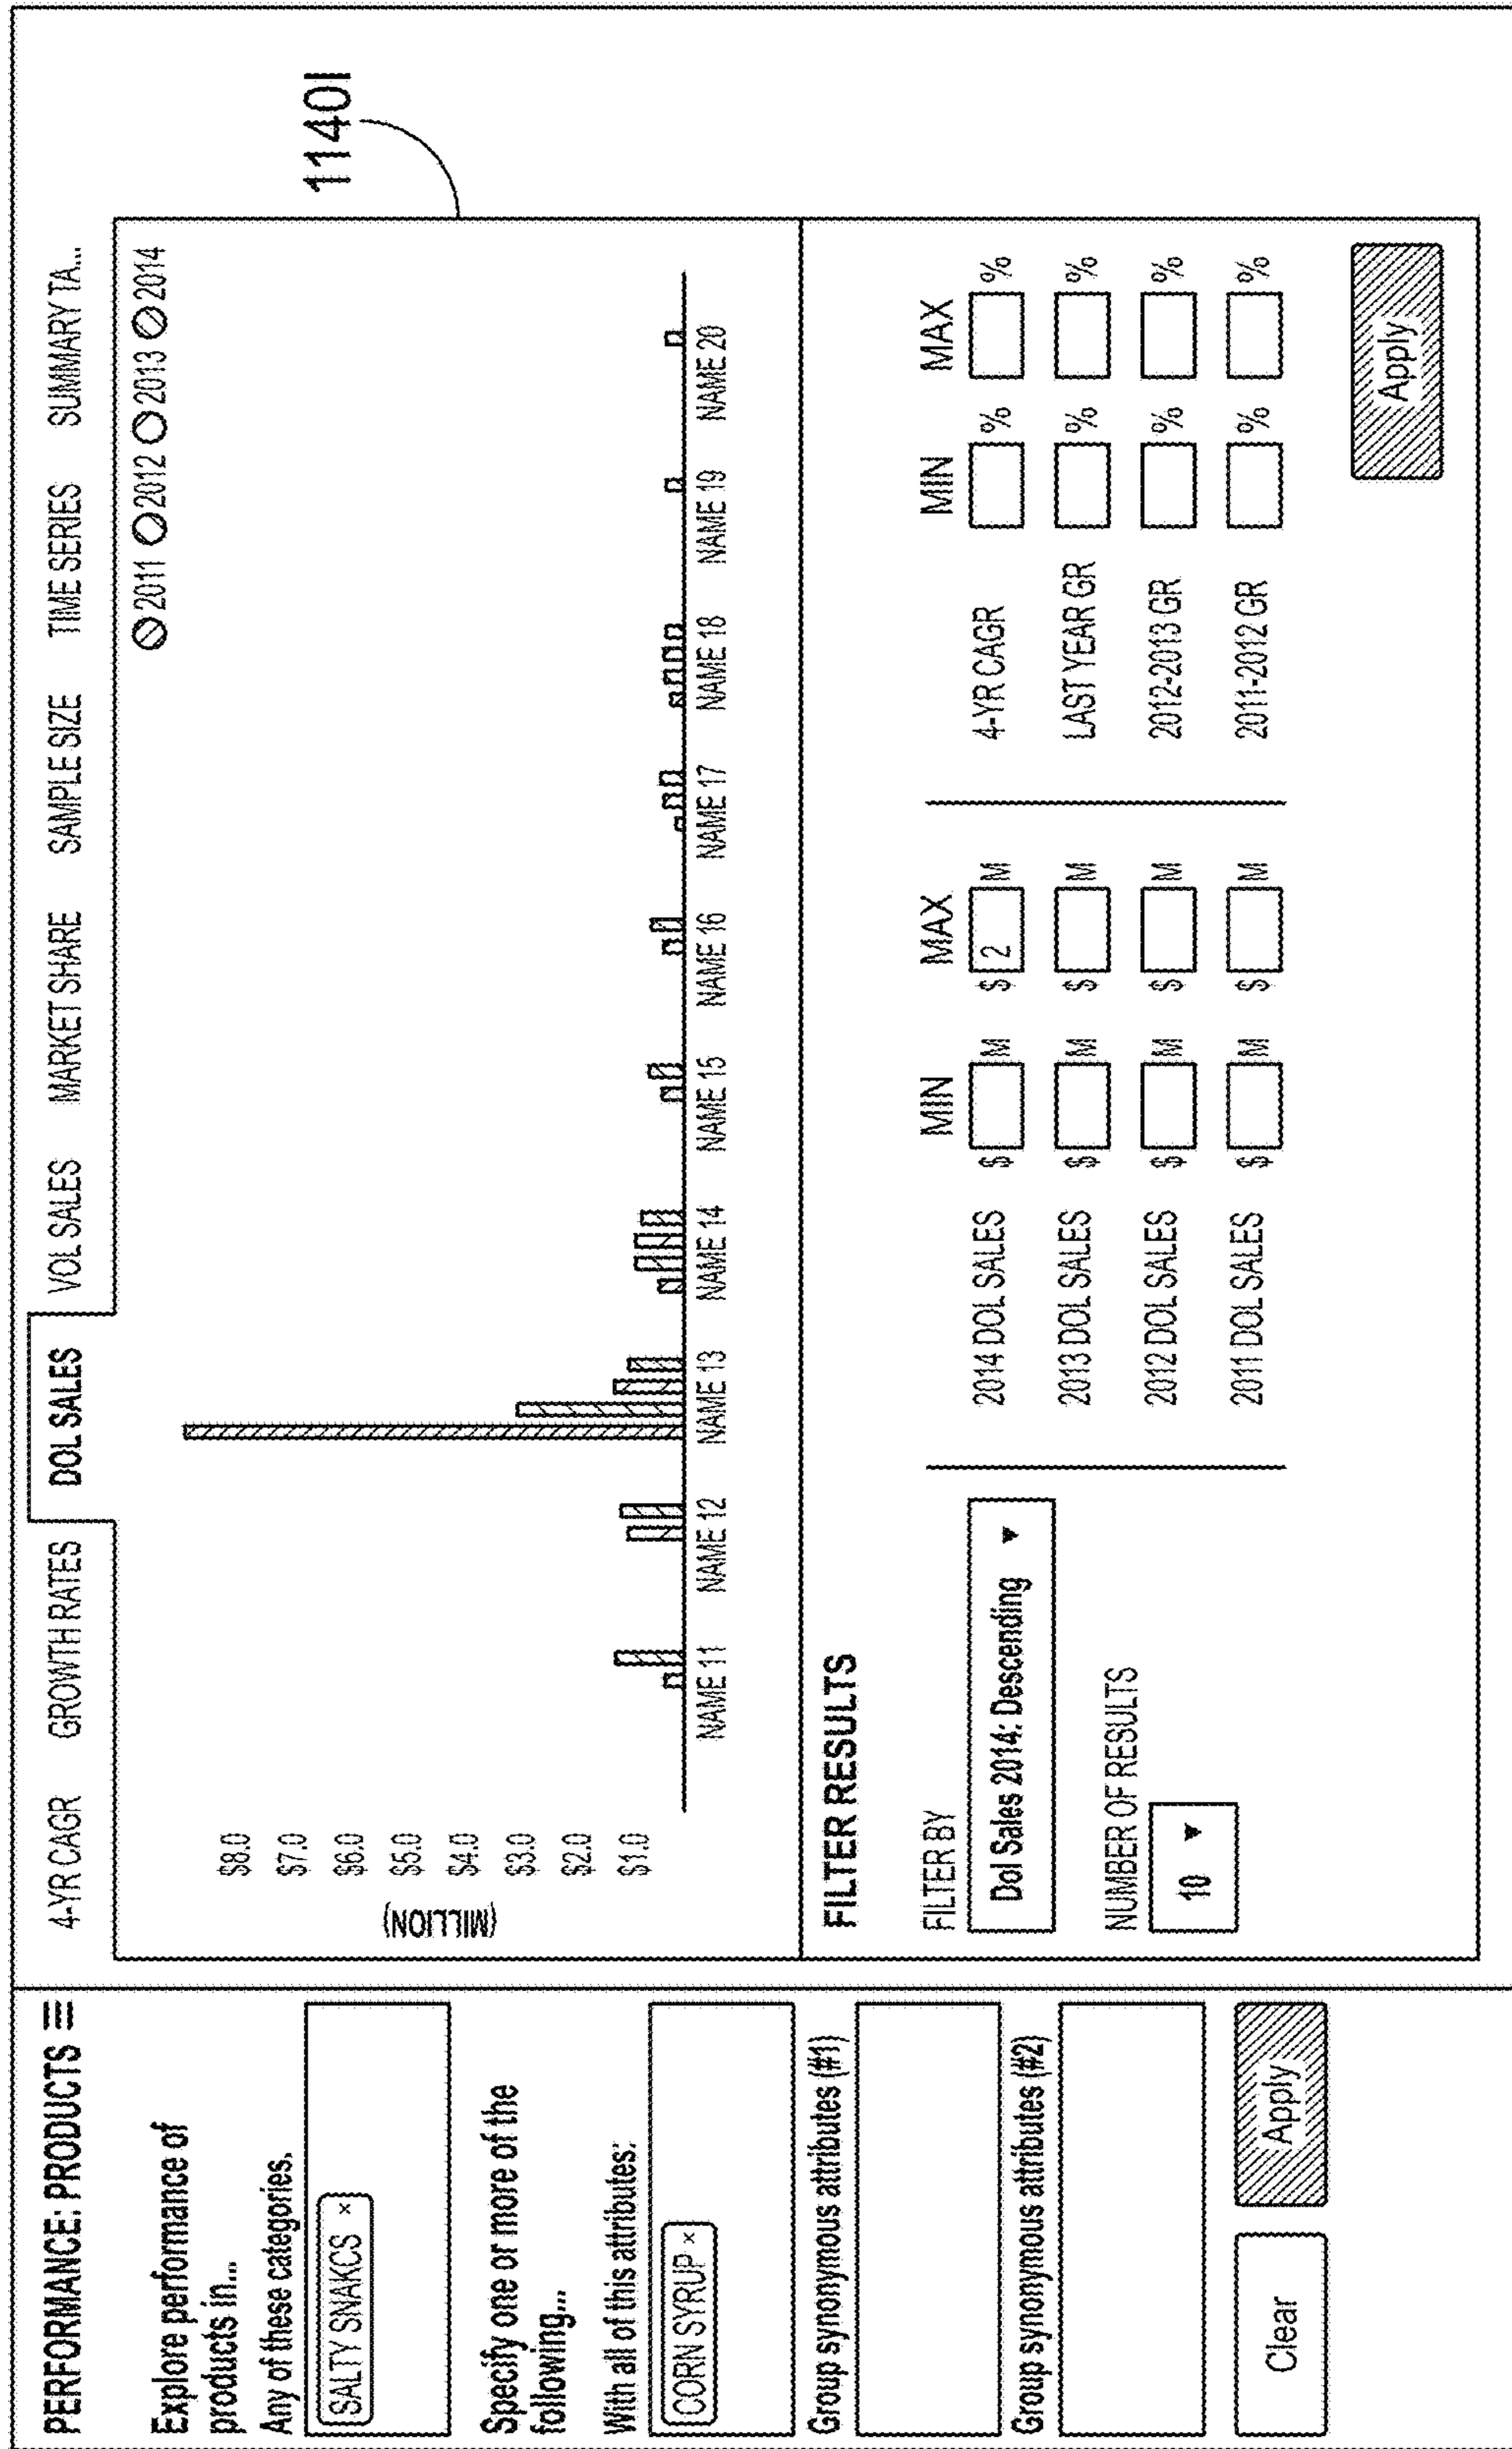 PERFORMANCE: PRODUCTS
Explore performance of
products in...
Any of these categories.
SALTY SNAKCS ×
Specify one or more of the
following...
With all of this attributes:
CORN SYRUP ×
Group synonymous attributes (#1)
Group synonymous attributes (#2)
Clear
Apply
4-YR CAGR GROWTH RATES DOL SALES VOL SALES MARKET SHARE SAMPLE SIZE TIME SERIES SUMMARY TA...
2011 2012 2013 2014
1140I
(MILLION)
$8.0
$7.0
$6.0
$5.0
$4.0
$3.0
$2.0
$1.0
NAME 11 NAME 12 NAME 13 NAME 14 NAME 15 NAME 16 NAME 17 NAME 18 NAME 19 NAME 20
FILTER RESULTS
FILTER BY
Dol Sales 2014: Descending ▼
NUMBER OF RESULTS
10 ▼
MIN MAX
2014 DOL SALES $ M $ 2 M
2013 DOL SALES $ M $ M
2012 DOL SALES $ M $ M
2011 DOL SALES $ M $ M
MIN MAX
4-YR CAGR % %
LAST YEAR GR % %
2012-2013 GR % %
2011-2012 GR % %
Apply